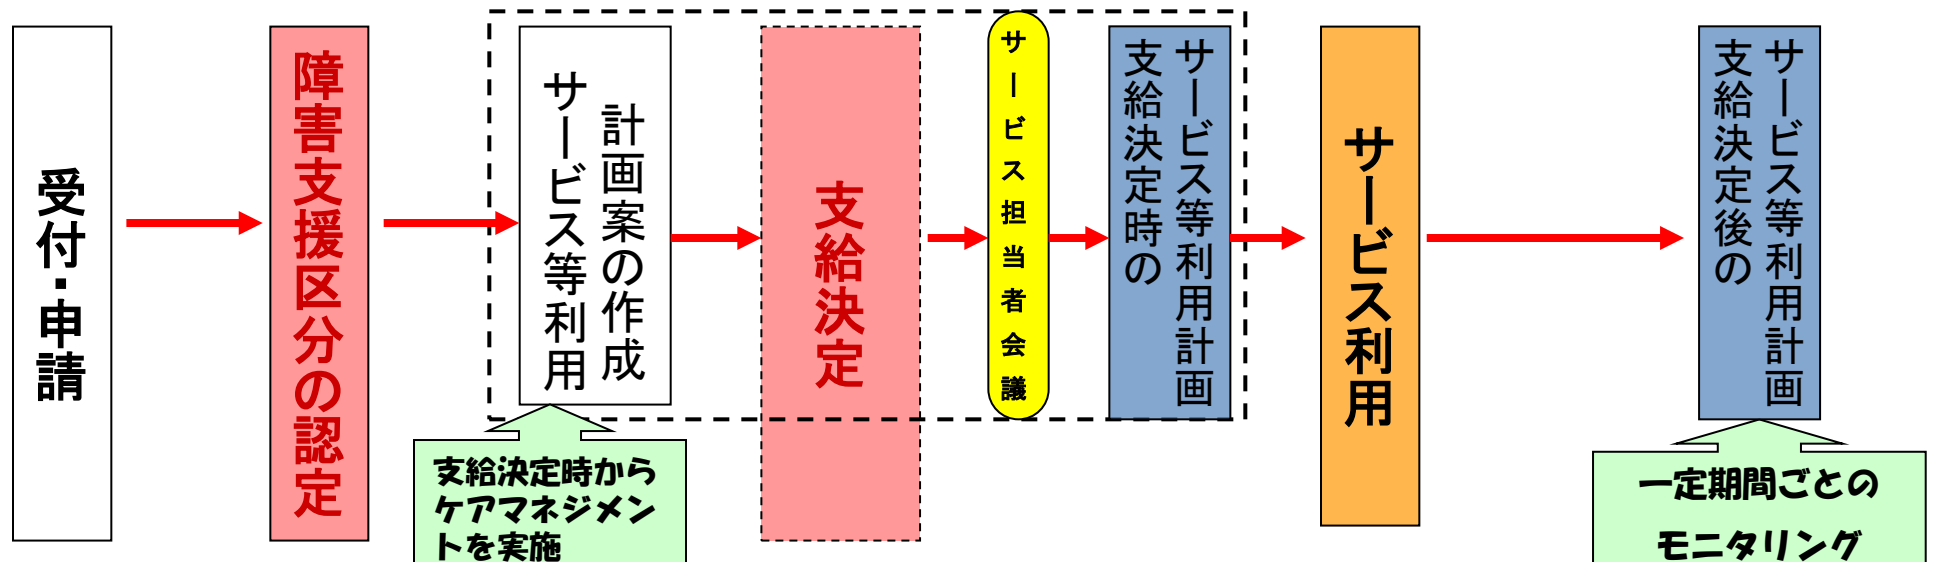 受付・申請
障害支援区分の認定
サービス等利用
計画案の作成
支給決定時から
ケアマネジメン
トを実施
支給決定
サービス担当者会議
支給決定時の
サービス等利用計画
サービス利用
支給決定後の
サービス等利用計画
一定期間ごとの
モニタリング